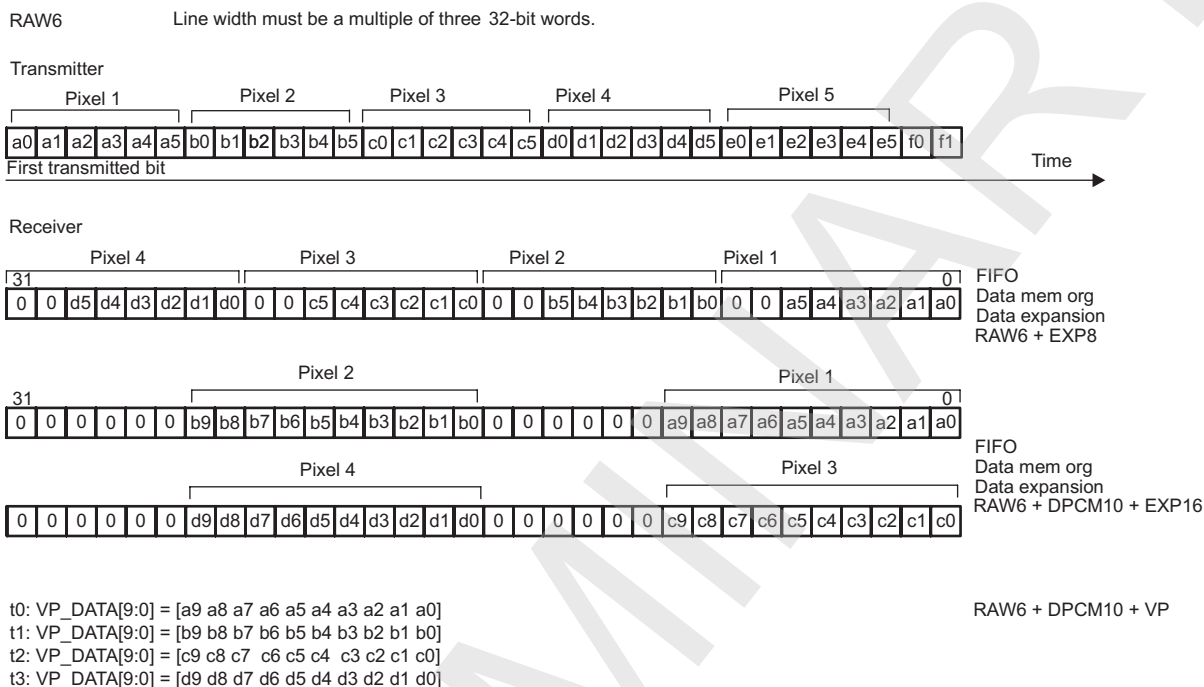 RAW6 Line width must be a multiple of three 32-bit words.
Transmitter
Pixel 1 Pixel 2 Pixel 3 Pixel 4 Pixel 5
a0 a1 a2 a3 a4 a5 b0 b1 b2 b3 b4 b5 c0 c1 c2 c3 c4 c5 d0 d1 d2 d3 d4 d5 e0 e1 e2 e3 e4 e5 f0 f1
First transmitted bit Time
Receiver
Pixel 4 Pixel 3 Pixel 2 Pixel 1
31 0
0 0 d5 d4 d3 d2 d1 d0 0 0 c5 c4 c3 c2 c1 c0 0 0 b5 b4 b3 b2 b1 b0 0 0 a5 a4 a3 a2 a1 a0
FIFO
Data mem org
Data expansion
RAW6 + EXP8
Pixel 2 Pixel 1
31 0
0 0 0 0 0 0 b9 b8 b7 b6 b5 b4 b3 b2 b1 b0 0 0 0 0 0 0 a9 a8 a7 a6 a5 a4 a3 a2 a1 a0
Pixel 4 Pixel 3
0 0 0 0 0 0 d9 d8 d7 d6 d5 d4 d3 d2 d1 d0 0 0 0 0 0 0 c9 c8 c7 c6 c5 c4 c3 c2 c1 c0
FIFO
Data mem org
Data expansion
RAW6 + DPCM10 + EXP16
t0: VP_DATA[9:0] = [a9 a8 a7 a6 a5 a4 a3 a2 a1 a0] RAW6 + DPCM10 + VP
t1: VP_DATA[9:0] = [b9 b8 b7 b6 b5 b4 b3 b2 b1 b0]
t2: VP_DATA[9:0] = [c9 c8 c7 c6 c5 c4 c3 c2 c1 c0]
t3: VP_DATA[9:0] = [d9 d8 d7 d6 d5 d4 d3 d2 d1 d0]